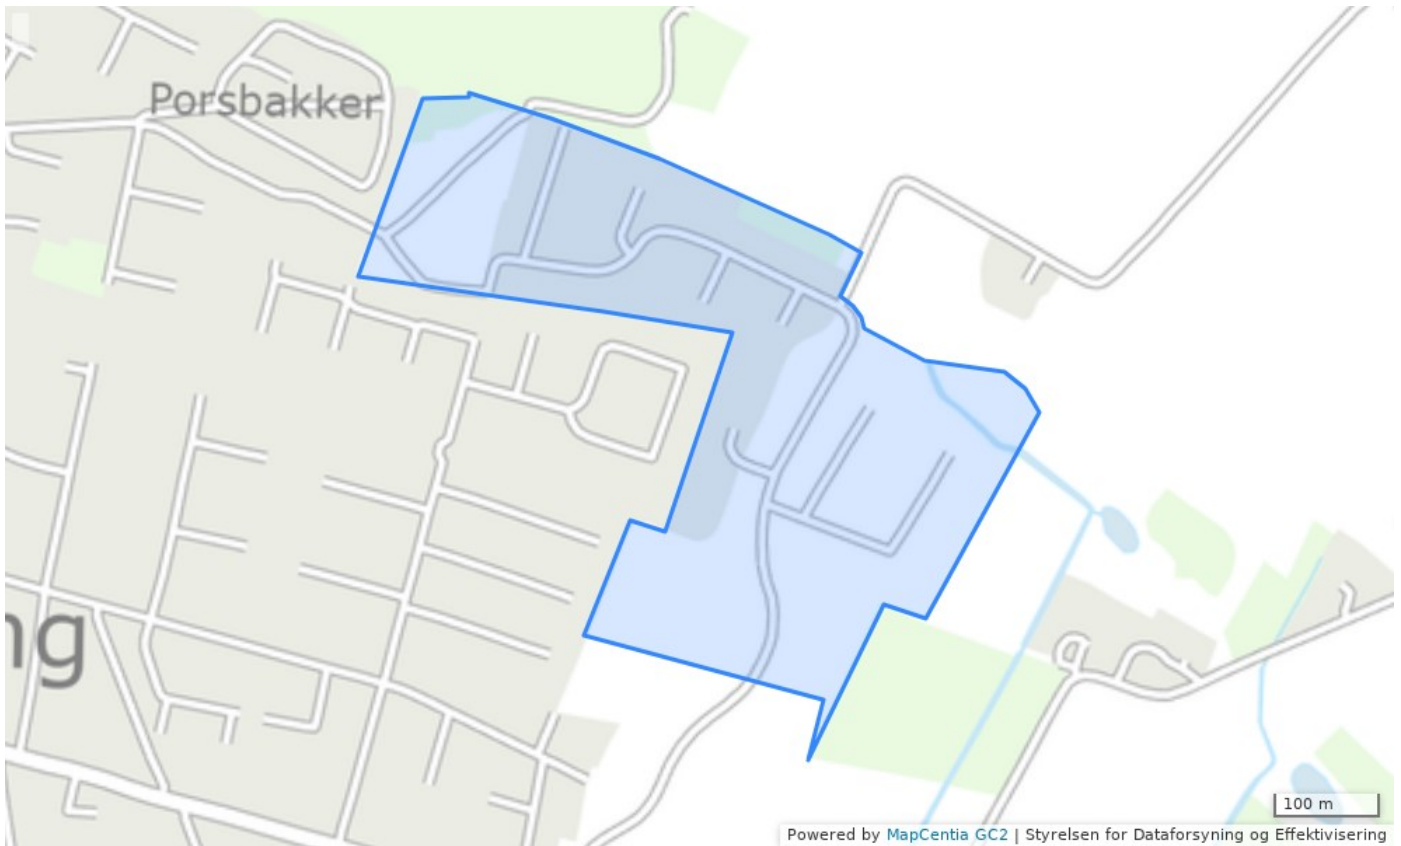 Porsbakker
ng
100 m
Powered by MapCentia GC2 | Styrelsen for Dataforsyning og Effektivisering